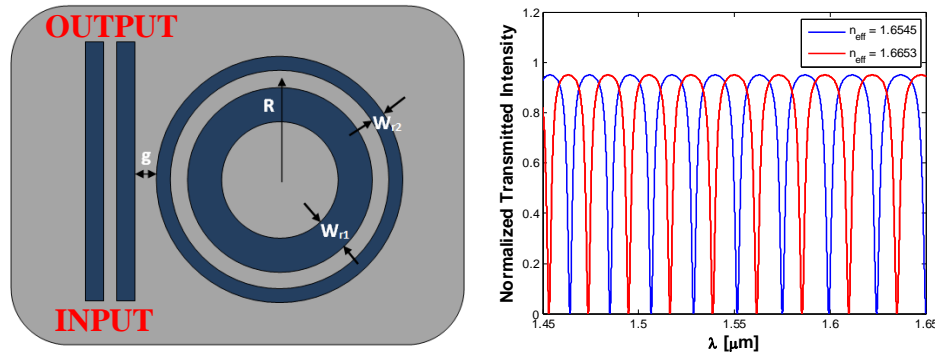 OUTPUT
R
W_r2
g
W_r1
INPUT
Normalized Transmitted Intensity
1.2
1
0.8
0.6
0.4
0.2
0
n_eff = 1.6545
n_eff = 1.6653
1.45
1.5
1.55
1.6
1.65
λ [μm]